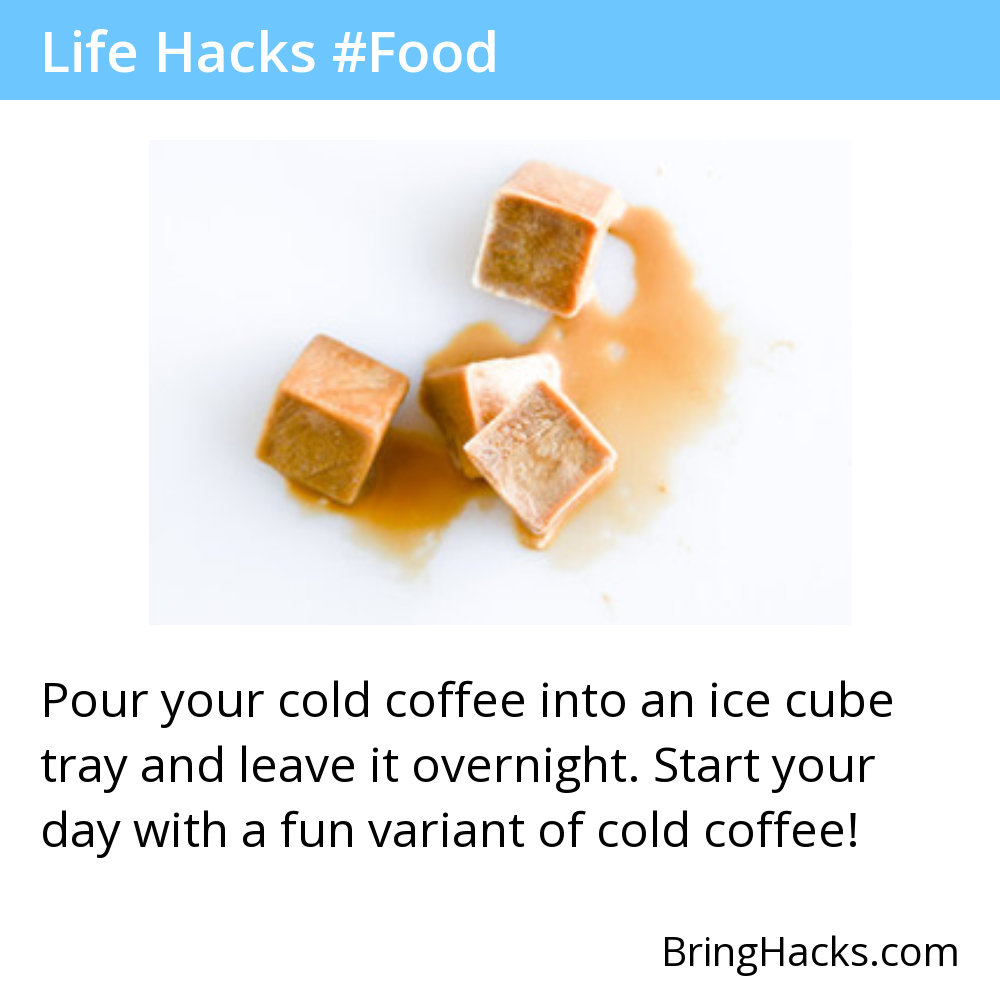 Life Hacks #Food
Pour your cold coffee into an ice cube
tray and leave it overnight. Start your
day with a fun variant of cold coffee!
BringHacks.com